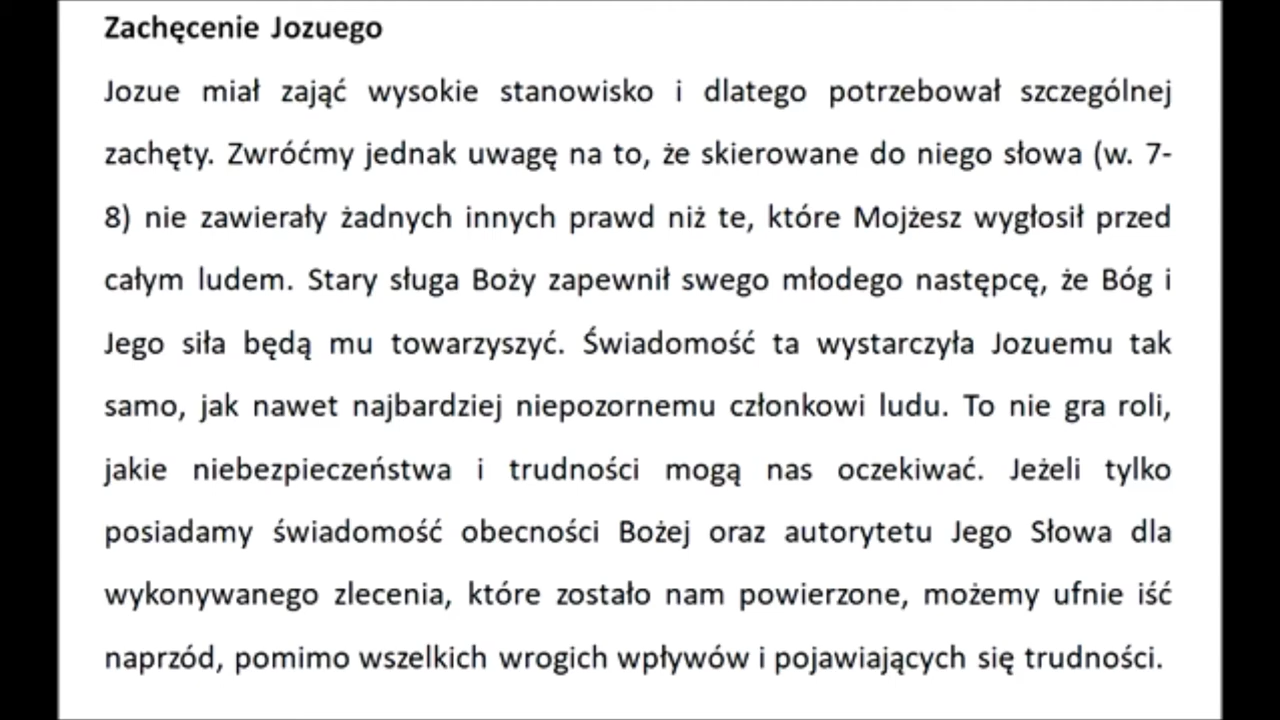 Zachęcenie Jozuego
Jozue miał zająć wysokie stanowisko i dlatego potrzebował szczególnej
zachęty. Zwróćmy jednak uwagę na to, że skierowane do niego słowa (w. 7-
8) nie zawierały żadnych innych prawd niż te, które Mojżesz wygłosił przed
całym ludem. Stary sługa Boży zapewnił swego młodego następcę, że Bóg i
Jego siła będą mu towarzyszyć. Świadomość ta wystarczyła Jozuemu tak
samo, jak nawet najbardziej niepozornemu członkowi ludu. To nie gra roli,
jakie niebezpieczeństwa i trudności mogą nas oczekiwać. Jeżeli tylko
posiadamy świadomość obecności Bożej oraz autorytetu Jego Słowa dla
wykonywanego zlecenia, które zostało nam powierzone, możemy ufnie iść
naprzód, pomimo wszelkich wrogich wpływów i pojawiających się trudności.